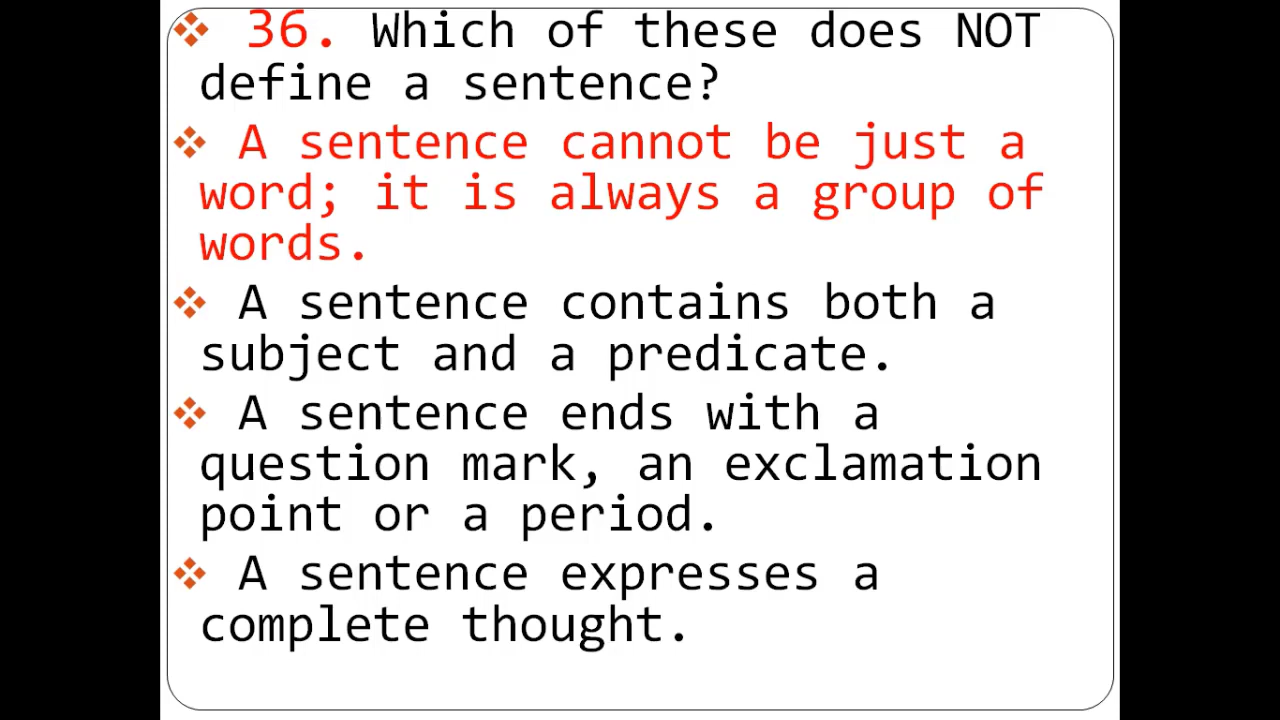 36. Which of these does NOT
define a sentence?
A sentence cannot be just a
word; it is always a group of
words.
A sentence contains both a
subject and a predicate.
A sentence ends with a
question mark, an exclamation
point or a period.
A sentence expresses a
complete thought.